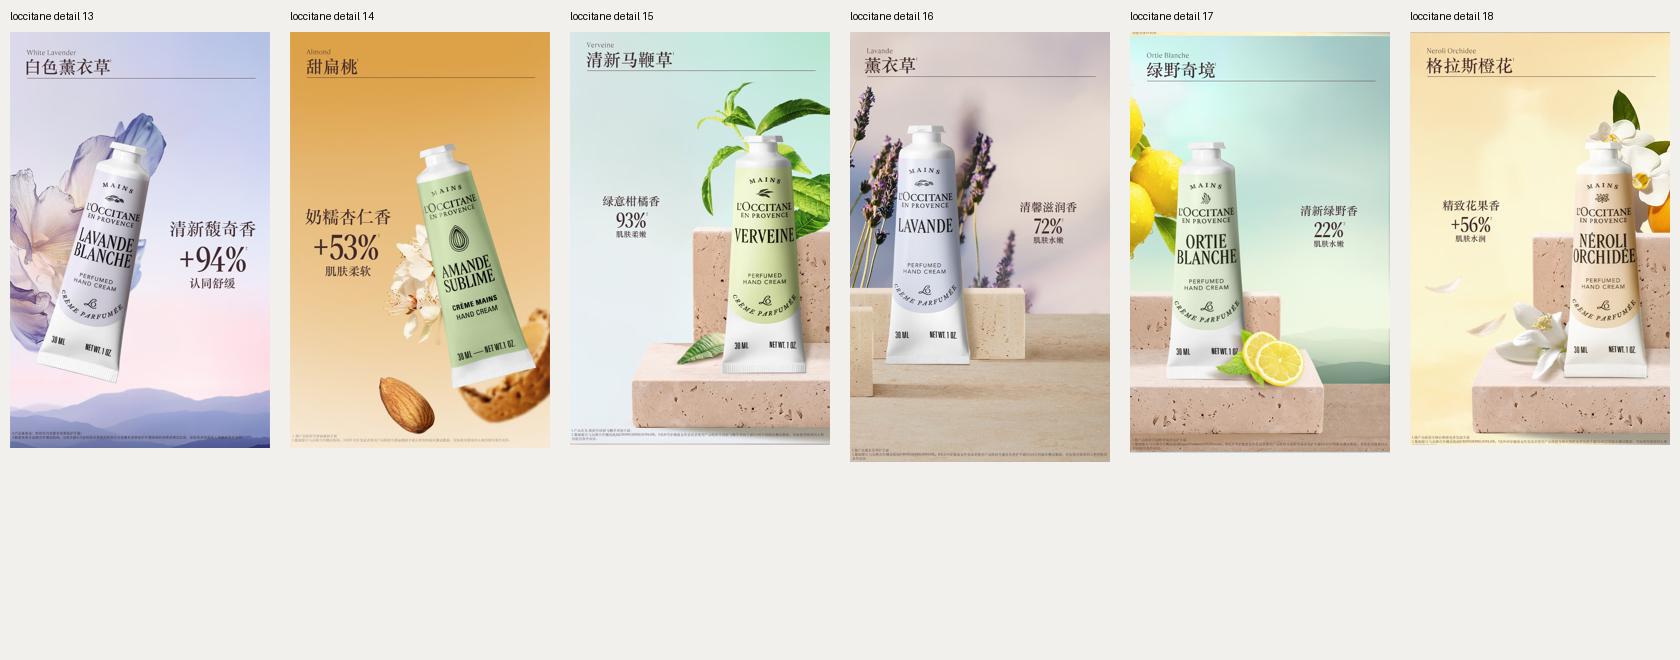 loccitane detail 13
White Lavender
白色薰衣草
MAINS
L'OCCITANE
EN PROVENCE
LAVANDE
BLANCHE
PERFUMED
HAND CREAM
CRÈME PARFUMÉE
30 ML NET WT. 1 OZ.
清新馥奇香
+94%
认同舒缓
loccitane detail 14
Almond
甜扁桃
奶糯杏仁香
+53%
肌肤柔软
MAINS
L'OCCITANE
EN PROVENCE
AMANDE
SUBLIME
CRÈME MAINS
HAND CREAM
30 ML — NET WT. 1 OZ.
loccitane detail 15
Verveine
清新马鞭草
绿意柑橘香
93%
肌肤柔嫩
MAINS
L'OCCITANE
EN PROVENCE
VERVEINE
PERFUMED
HAND CREAM
CRÈME PARFUMÉE
30 ML NET WT. 1 OZ.
loccitane detail 16
Lavande
薰衣草
MAINS
L'OCCITANE
EN PROVENCE
LAVANDE
PERFUMED
HAND CREAM
CRÈME PARFUMÉE
30 ML NET WT. 1 OZ.
清馨滋润香
72%
肌肤水嫩
loccitane detail 17
Ortie Blanche
绿野奇境
MAINS
L'OCCITANE
EN PROVENCE
ORTIE
BLANCHE
PERFUMED
HAND CREAM
CRÈME PARFUMÉE
30 ML NET WT. 1 OZ.
清新绿野香
22%
肌肤水嫩
loccitane detail 18
Neroli Orchidee
格拉斯橙花
精致花果香
+56%
肌肤水润
MAINS
L'OCCITANE
EN PROVENCE
NÉROLI
ORCHIDÉE
PERFUMED
HAND CREAM
CRÈME PARFUMÉE
30 ML NET WT. 1 OZ.